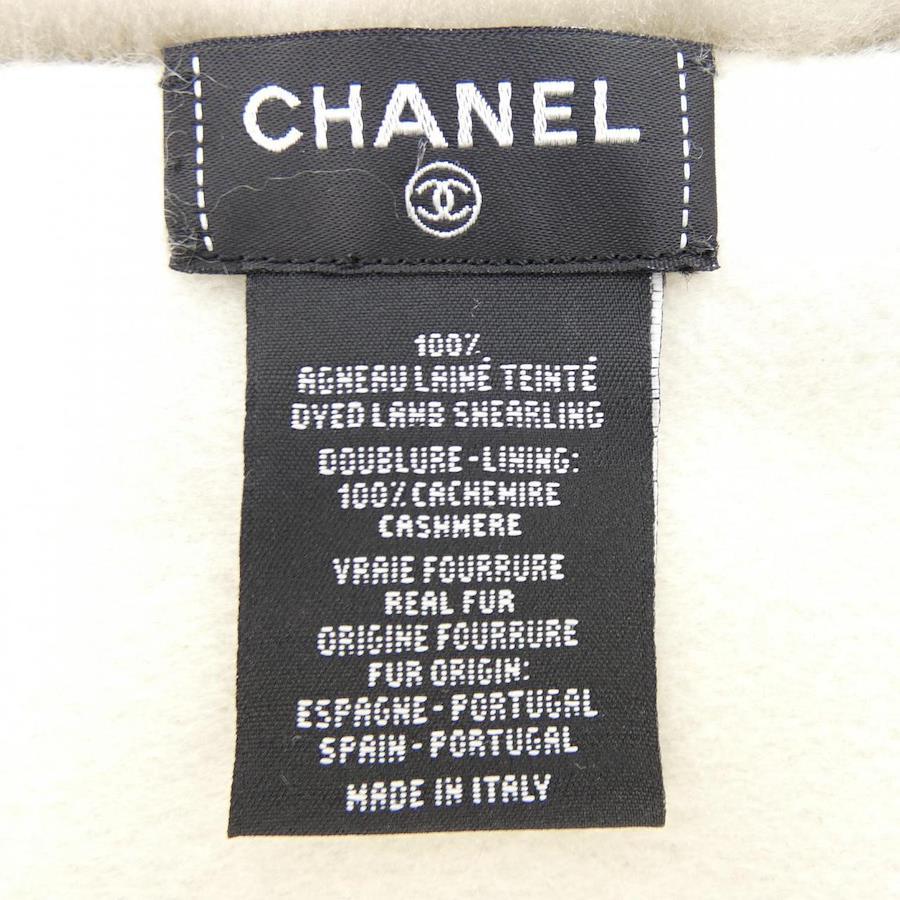 CHANEL
100%
AGNEAU LAINÉ TEINTÉ
DYED LAMB SHEARLING
DOUBLURE-LINING:
100% CACHEMIRE
CASHMERE
VRAIE FOURRURE
REAL FUR
ORIGINE FOURRURE
FUR ORIGIN:
ESPAGNE-PORTUGAL
SPAIN-PORTUGAL
MADE IN ITALY